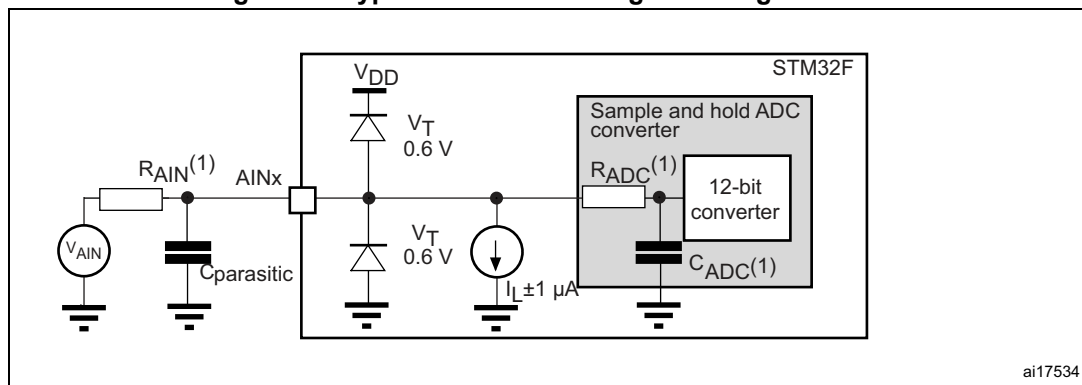 STM32F
VDD
Sample and hold ADC
converter
VT
0.6 V
RAIN(1)
AINx
RADC(1)
12-bit
converter
VAIN
Cparasitic
VT
0.6 V
IL±1 µA
CADC(1)
ai17534